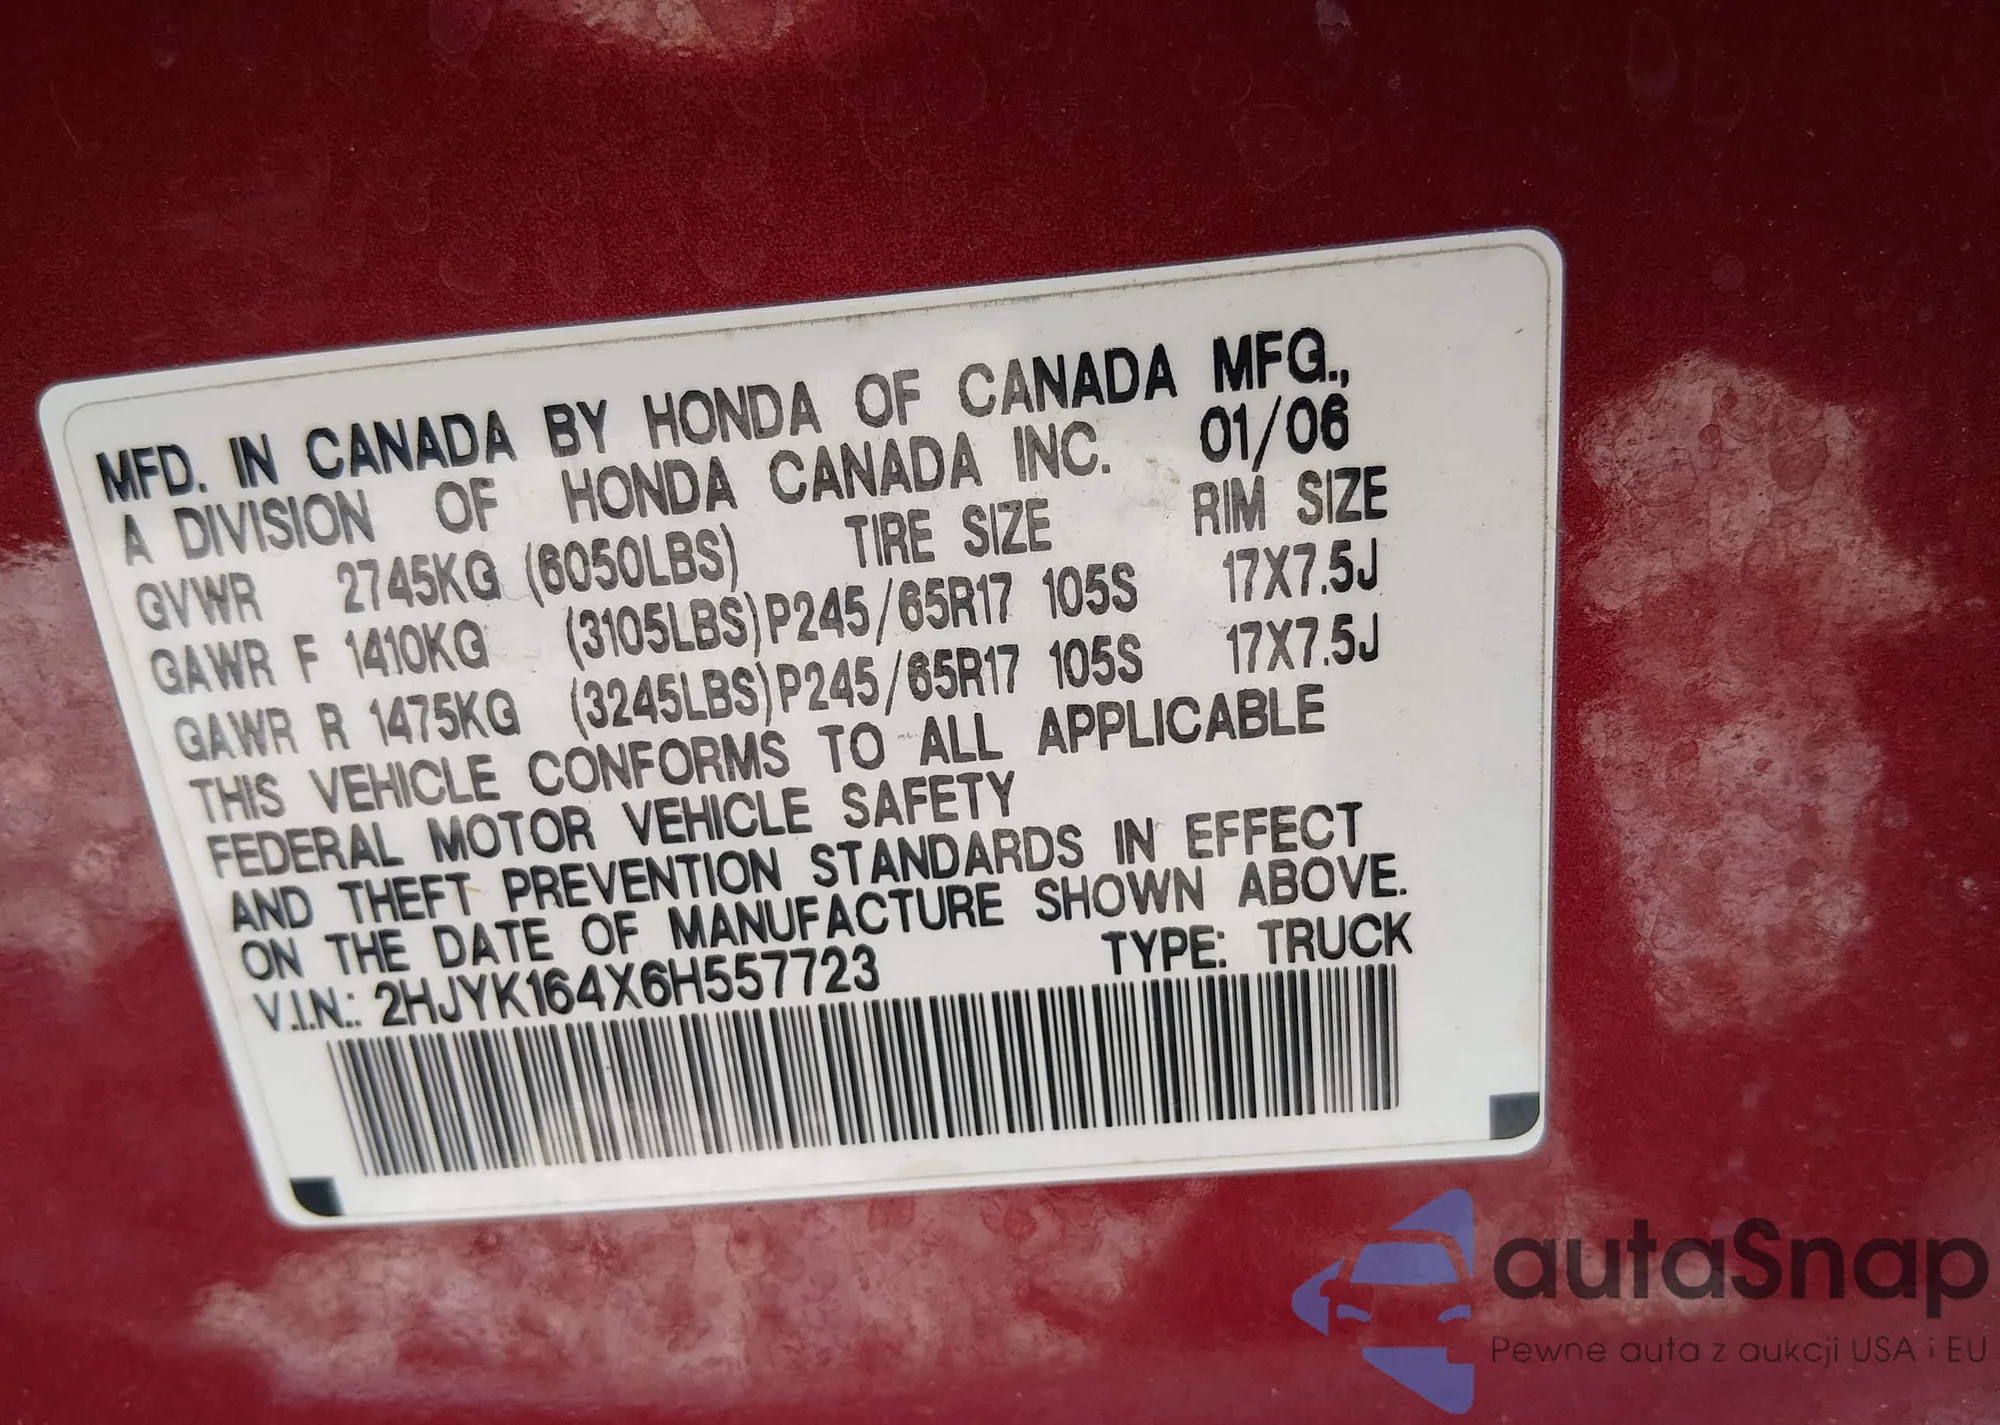 MFD. IN CANADA BY HONDA OF CANADA MFG.,
A DIVISION OF HONDA CANADA INC. 01/06
GVWR 2745KG (6050LBS) TIRE SIZE RIM SIZE
GAWR F 1410KG (3105LBS) P245/65R17 105S 17X7.5J
GAWR R 1475KG (3245LBS) P245/65R17 105S 17X7.5J
THIS VEHICLE CONFORMS TO ALL APPLICABLE
FEDERAL MOTOR VEHICLE SAFETY
AND THEFT PREVENTION STANDARDS IN EFFECT
ON THE DATE OF MANUFACTURE SHOWN ABOVE.
V.I.N.: 2HJYK164X6H557723 TYPE: TRUCK
autaSnap
Pewne auta z aukcji USA i EU